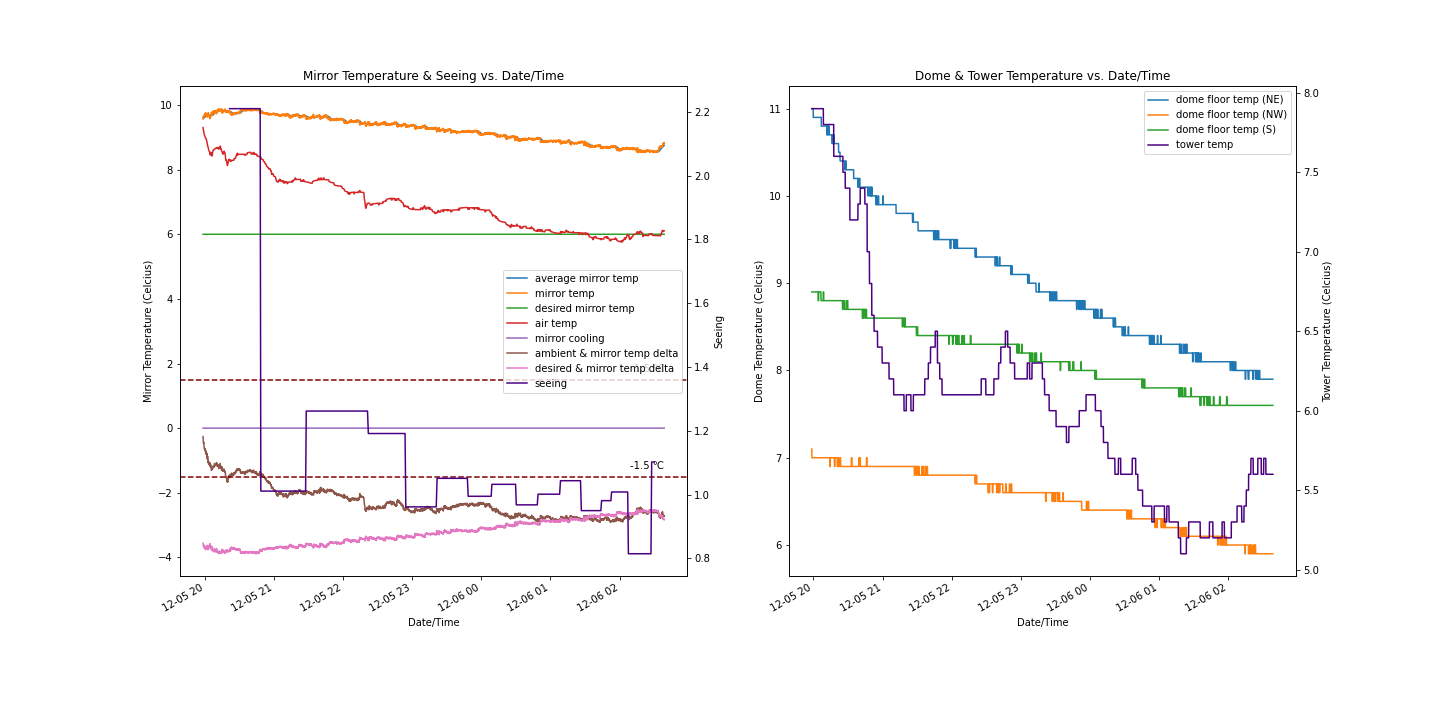 Mirror Temperature & Seeing vs. Date/Time
10
8
6
4
2
0
−2
−4
Mirror Temperature (Celcius)
2.2
2.0
1.8
1.6
1.4
1.2
1.0
0.8
Seeing
average mirror temp
mirror temp
desired mirror temp
air temp
mirror cooling
ambient & mirror temp delta
desired & mirror temp delta
seeing
-1.5 °C
12-05 20
12-05 21
12-05 22
12-05 23
12-06 00
12-06 01
12-06 02
Date/Time
Dome & Tower Temperature vs. Date/Time
11
10
9
8
7
6
Dome Temperature (Celcius)
8.0
7.5
7.0
6.5
6.0
5.5
5.0
Tower Temperature (Celcius)
dome floor temp (NE)
dome floor temp (NW)
dome floor temp (S)
tower temp
12-05 20
12-05 21
12-05 22
12-05 23
12-06 00
12-06 01
12-06 02
Date/Time